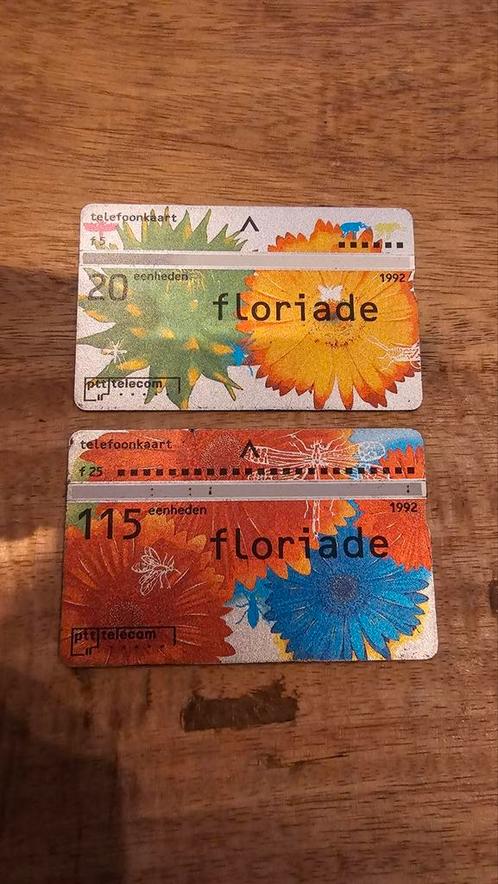 telefoonkaart
f 5
20 eenheden
1992
floriade
ptt telecom
telefoonkaart
f 25
115 eenheden
1992
floriade
ptt telecom